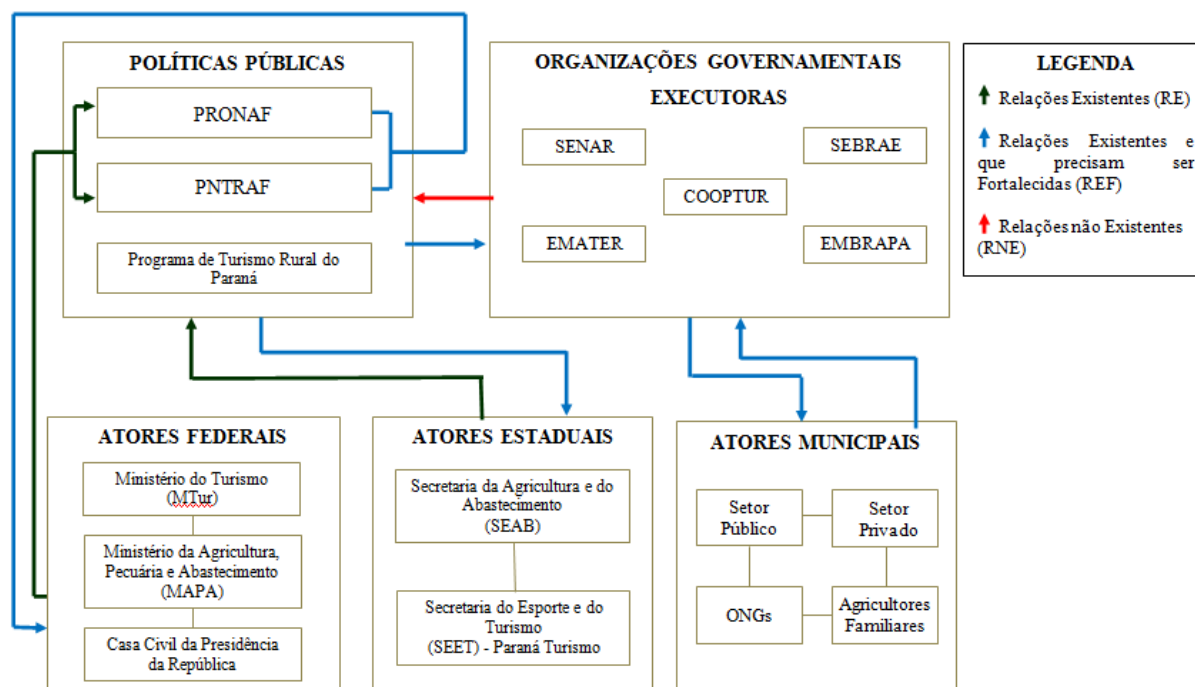 POLÍTICAS PÚBLICAS
PRONAF
PNTRAF
Programa de Turismo Rural do
Paraná
ORGANIZAÇÕES GOVERNAMENTAIS
EXECUTORAS
SENAR
SEBRAE
COOPTUR
EMATER
EMBRAPA
LEGENDA
Relações Existentes (RE)
Relações Existentes e
que precisam ser
Fortalecidas (REF)
Relações não Existentes
(RNE)
ATORES FEDERAIS
Ministério do Turismo
(MTur)
Ministério da Agricultura,
Pecuária e Abastecimento
(MAPA)
Casa Civil da Presidência
da República
ATORES ESTADUAIS
Secretaria da Agricultura e do
Abastecimento
(SEAB)
Secretaria do Esporte e do
Turismo
(SEET) - Paraná Turismo
ATORES MUNICIPAIS
Setor
Público
Setor
Privado
ONGs
Agricultores
Familiares